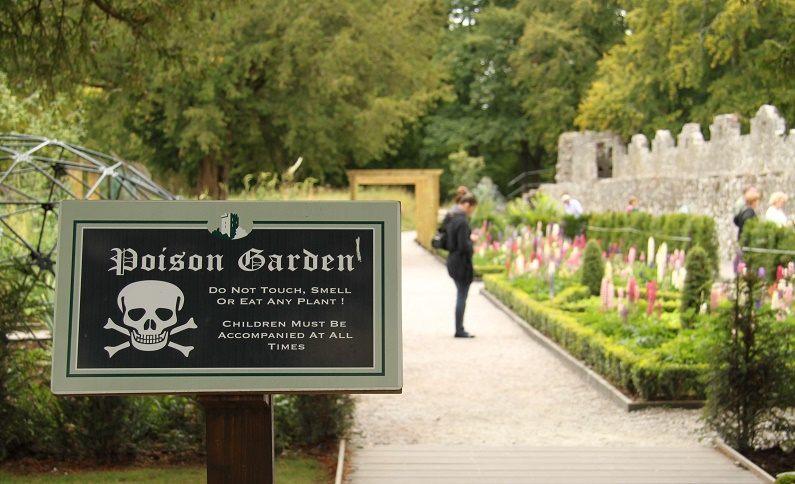 Poison Garden
Do Not Touch, Smell
Or Eat Any Plant !
Children Must Be
Accompanied At All
Times